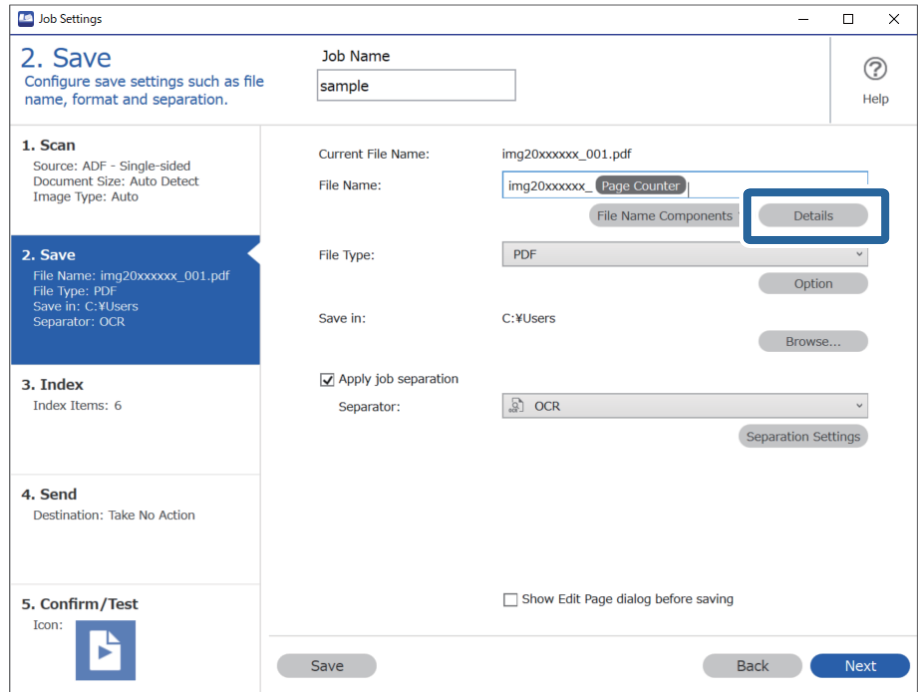 Job Settings
2. Save
Configure save settings such as file
name, format and separation.
Job Name
sample
Help
1. Scan
Source: ADF - Single-sided
Document Size: Auto Detect
Image Type: Auto
2. Save
File Name: img20xxxxxx_001.pdf
File Type: PDF
Save in: C:¥Users
Separator: OCR
3. Index
Index Items: 6
4. Send
Destination: Take No Action
5. Confirm/Test
Icon:
Current File Name: img20xxxxxx_001.pdf
File Name: img20xxxxxx_ Page Counter
File Name Components Details
File Type: PDF
Option
Save in: C:¥Users
Browse...
Apply job separation
Separator: OCR
Separation Settings
Show Edit Page dialog before saving
Save Back Next